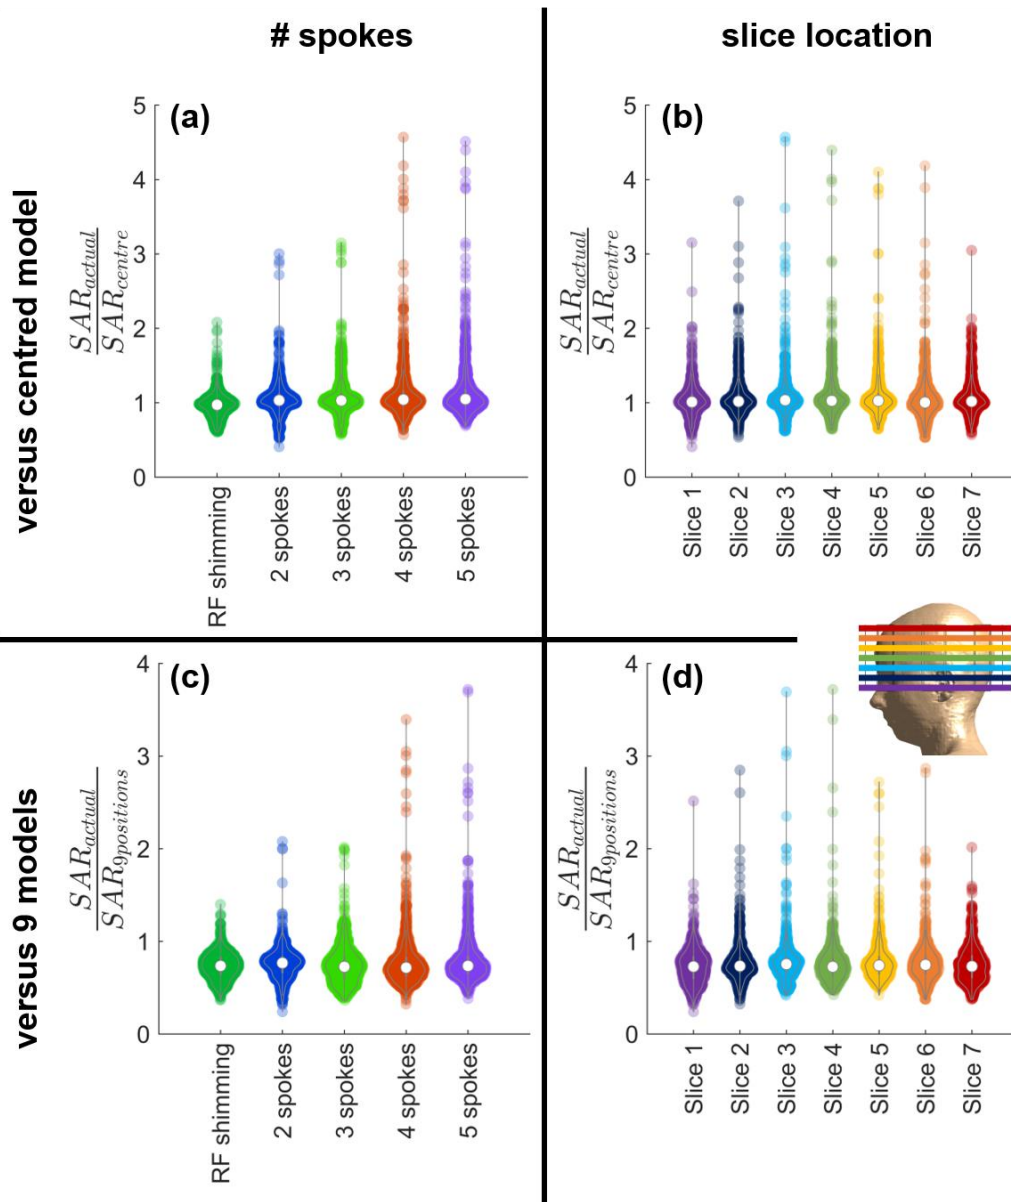 # spokes
slice location
versus centred model
(a)
5
4
3
2
1
0
SAR_actual
SAR_centre
RF shimming
2 spokes
3 spokes
4 spokes
5 spokes
(b)
5
4
3
2
1
0
SAR_actual
SAR_centre
Slice 1
Slice 2
Slice 3
Slice 4
Slice 5
Slice 6
Slice 7
versus 9 models
(c)
4
3
2
1
0
SAR_actual
SAR_9positions
RF shimming
2 spokes
3 spokes
4 spokes
5 spokes
(d)
4
3
2
1
0
SAR_actual
SAR_9positions
Slice 1
Slice 2
Slice 3
Slice 4
Slice 5
Slice 6
Slice 7